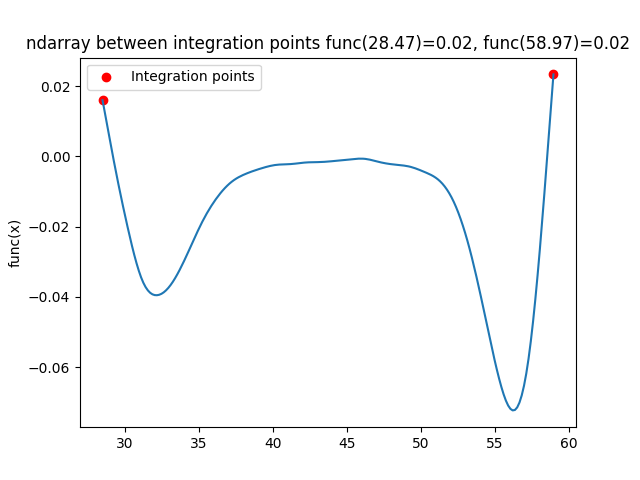 ndarray between integration points func(28.47)=0.02, func(58.97)=0.02
Integration points
0.02
0.00
−0.02
−0.04
−0.06
func(x)
30 35 40 45 50 55 60